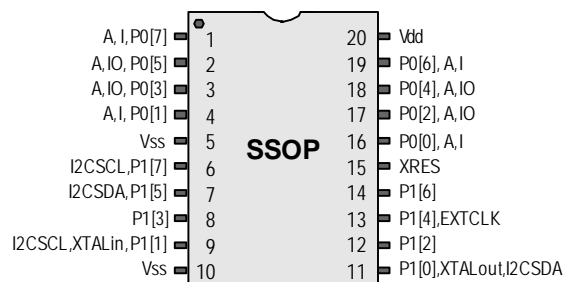 A, I, P0[7] 1 20 Vdd
A, IO, P0[5] 2 19 P0[6], A, I
A, IO, P0[3] 3 18 P0[4], A, IO
A, I, P0[1] 4 17 P0[2], A, IO
Vss 5 SSOP 16 P0[0], A, I
I2CSCL, P1[7] 6 15 XRES
I2CSDA, P1[5] 7 14 P1[6]
P1[3] 8 13 P1[4], EXTCLK
I2CSCL, XTALin, P1[1] 9 12 P1[2]
Vss 10 11 P1[0], XTALout, I2CSDA